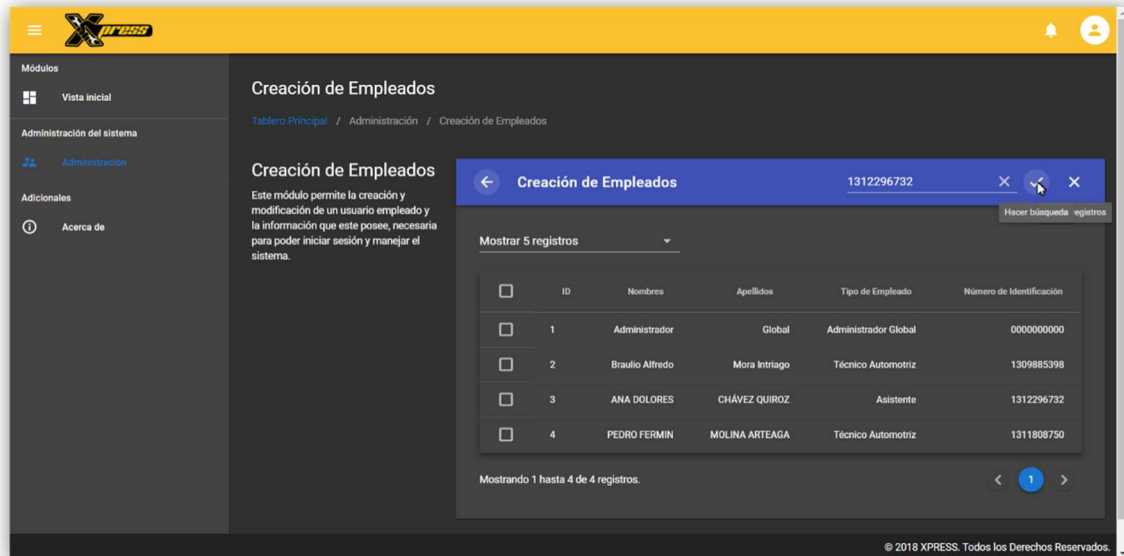 Xpress
Módulos
Vista inicial
Administración del sistema
Administración
Adicionales
Acerca de
Creación de Empleados
Tablero Principal / Administración / Creación de Empleados
Creación de Empleados
Este módulo permite la creación y
modificación de un usuario empleado y
la información que este posee, necesaria
para poder iniciar sesión y manejar el
sistema.
Creación de Empleados 1312296732
Hacer búsqueda egistros
Mostrar 5 registros
ID Nombres Apellidos Tipo de Empleado Número de Identificación
1 Administrador Global Administrador Global 0000000000
2 Braulio Alfredo Mora Intriago Técnico Automotriz 1309885398
3 ANA DOLORES CHÁVEZ QUIROZ Asistente 1312296732
4 PEDRO FERMIN MOLINA ARTEAGA Técnico Automotriz 1311808750
Mostrando 1 hasta 4 de 4 registros. 1
© 2018 XPRESS. Todos los Derechos Reservados.